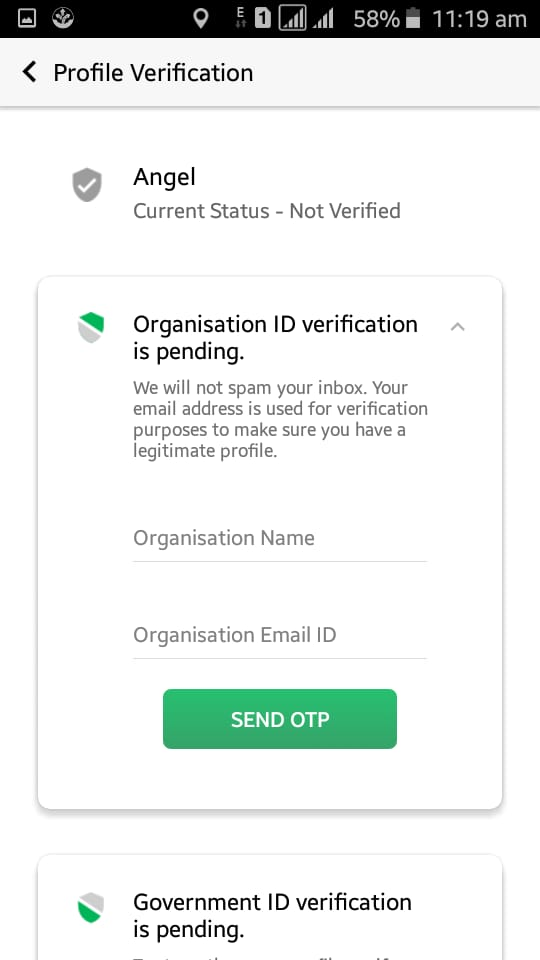 E 1 58% 11:19 am
Profile Verification
Angel
Current Status - Not Verified
Organisation ID verification
is pending.
We will not spam your inbox. Your
email address is used for verification
purposes to make sure you have a
legitimate profile.
Organisation Name
Organisation Email ID
SEND OTP
Government ID verification
is pending.